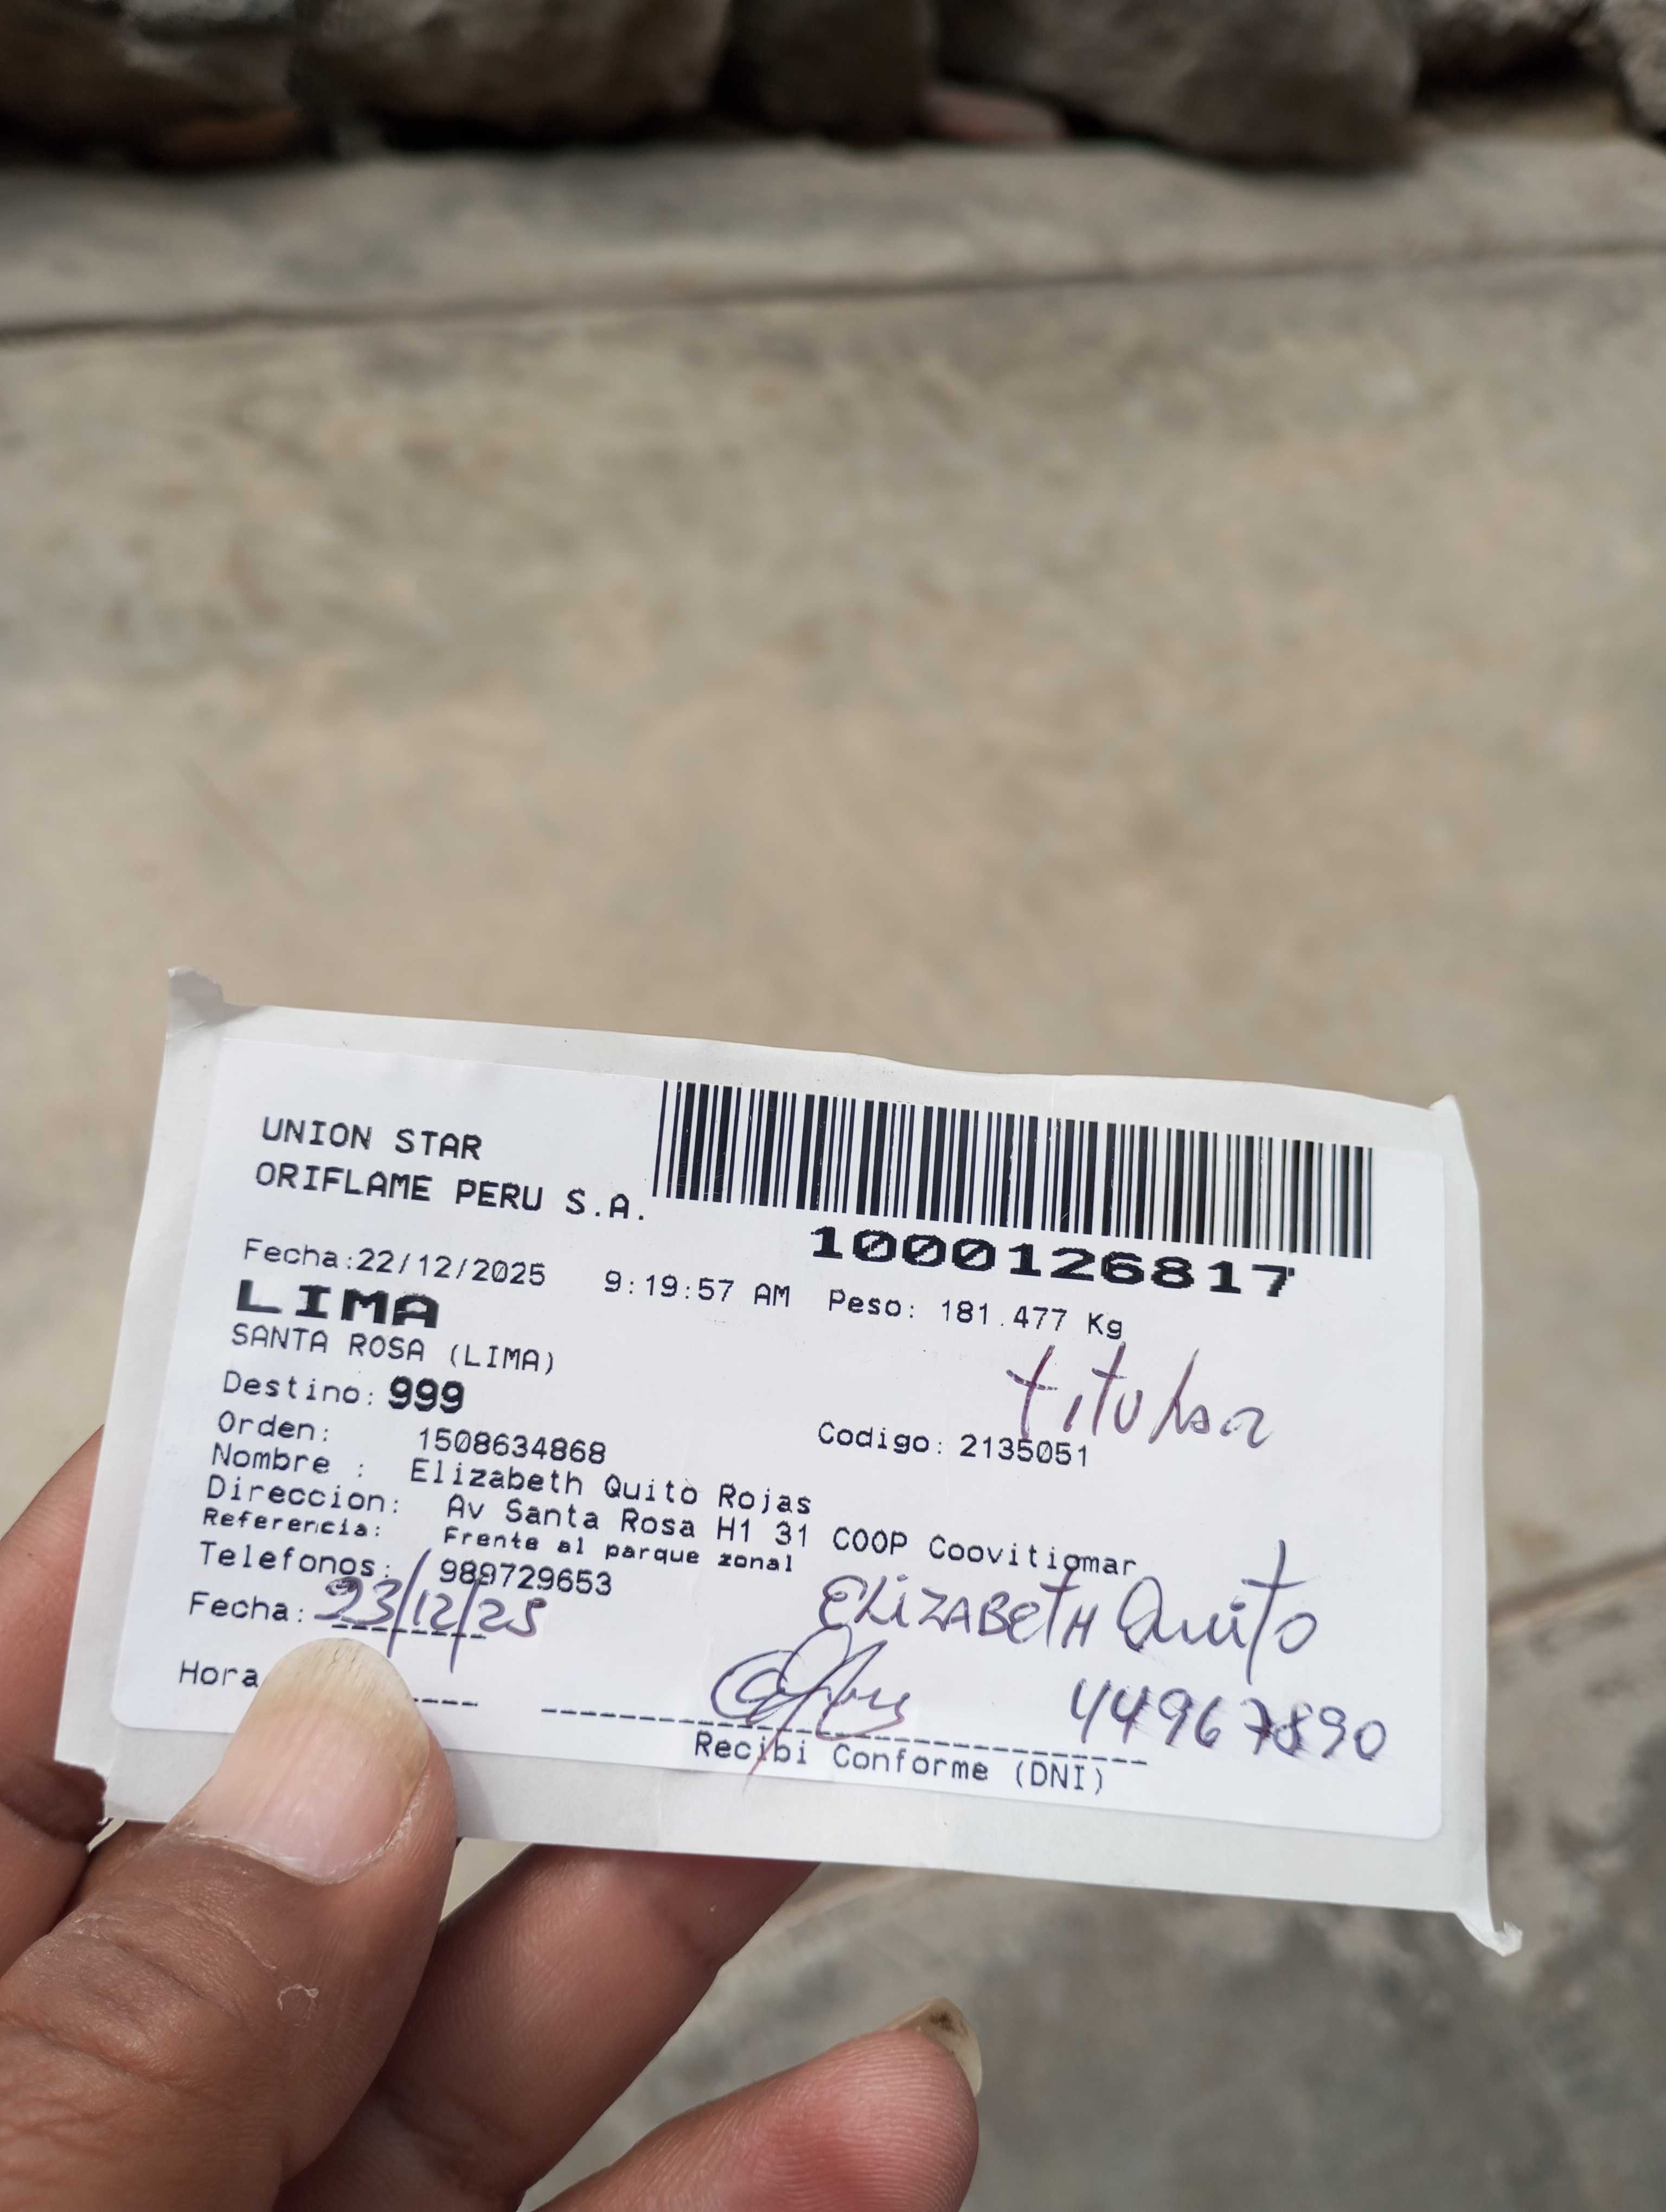 UNION STAR
ORIFLAME PERU S.A.
1000126817
Fecha:22/12/2025 9:19:57 AM Peso: 181.477 Kg
LIMA
SANTA ROSA (LIMA)
titular
Destino: 999
Orden: 1508634868 Codigo: 2135051
Nombre : Elizabeth Quito Rojas
Direccion: Av Santa Rosa H1 31 COOP Coovitiomar
Referencia: Frente al parque zonal
Telefonos: 989729653
Fecha: 23/12/25 ELIZABETH Quito
Hora
44967890
Recibi Conforme (DNI)